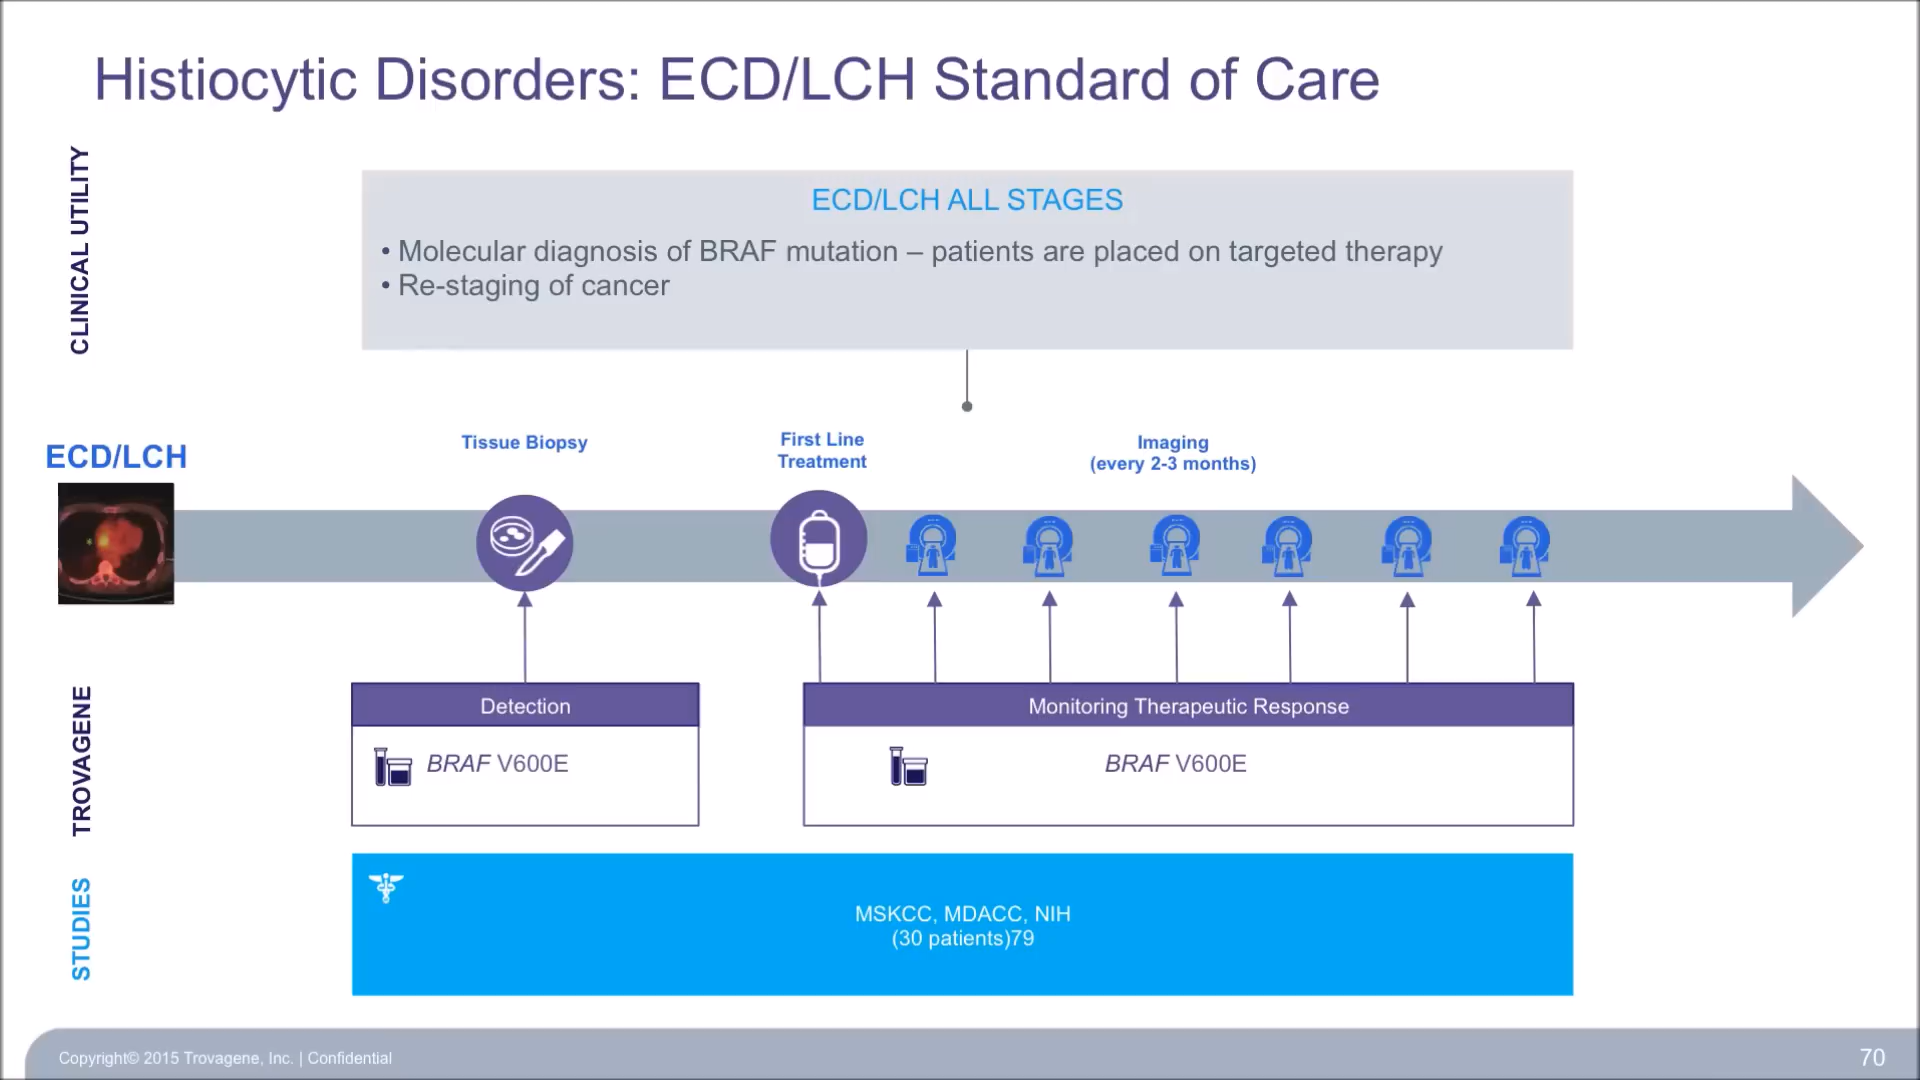 Histiocytic Disorders: ECD/LCH Standard of Care
CLINICAL UTILITY
ECD/LCH ALL STAGES
• Molecular diagnosis of BRAF mutation – patients are placed on targeted therapy
• Re-staging of cancer
ECD/LCH
Tissue Biopsy
First Line
Treatment
Imaging
(every 2-3 months)
TROVAGENE
Detection
BRAF V600E
Monitoring Therapeutic Response
BRAF V600E
STUDIES
MSKCC, MDACC, NIH
(30 patients)79
Copyright© 2015 Trovagene, Inc. | Confidential
70